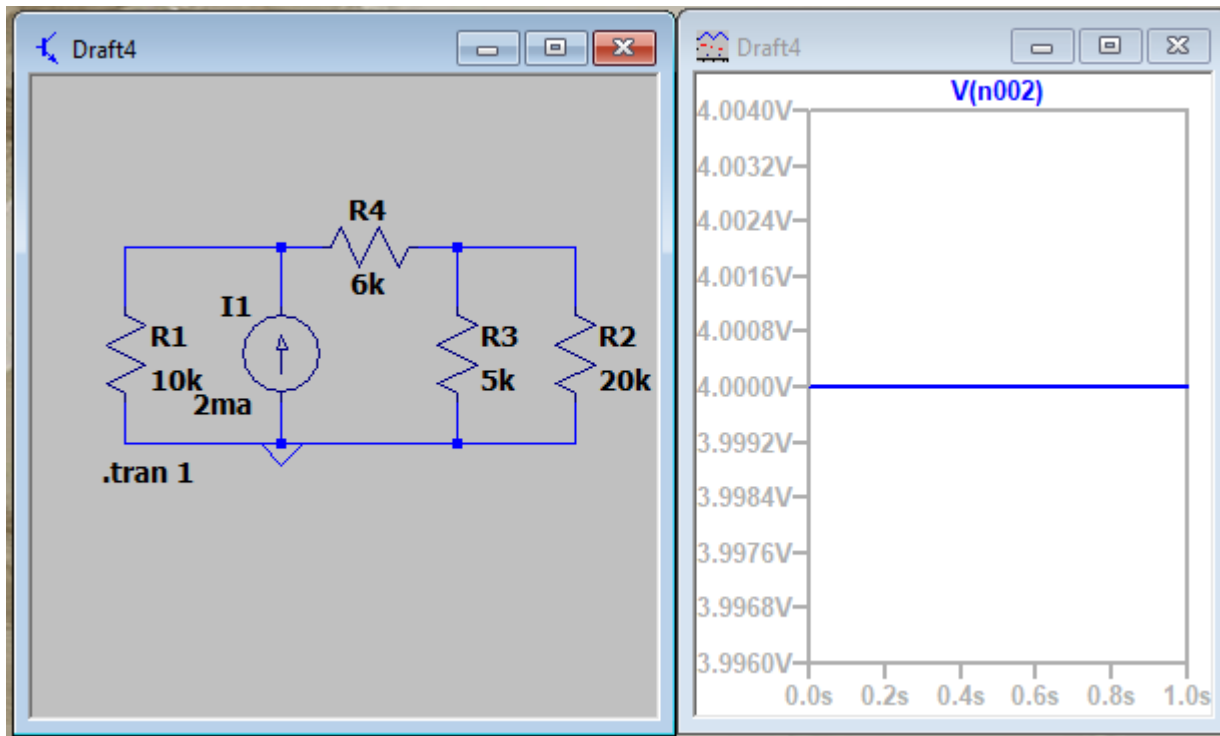 Draft4
R4
6k
I1
R1
10k
2ma
R3
5k
R2
20k
.tran 1
Draft4
V(n002)
4.0040V
4.0032V
4.0024V
4.0016V
4.0008V
4.0000V
3.9992V
3.9984V
3.9976V
3.9968V
3.9960V
0.0s 0.2s 0.4s 0.6s 0.8s 1.0s